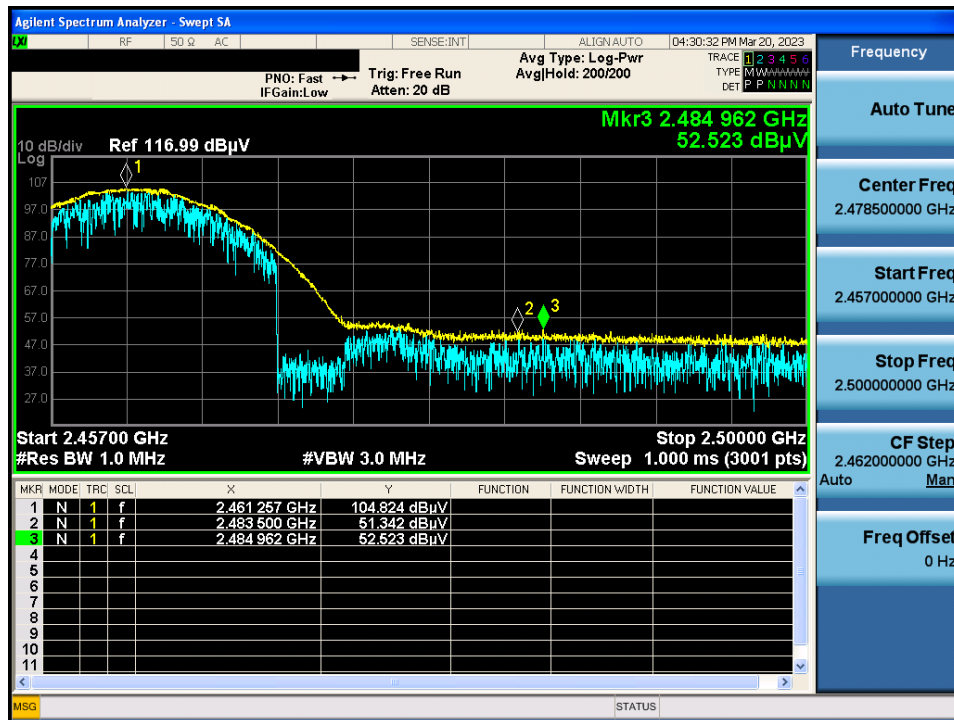 Agilent Spectrum Analyzer - Swept SA
LXI RF 50 Ω AC SENSE:INT ALIGN AUTO 04:30:32 PM Mar 20, 2023
Frequency
PNO: Fast Trig: Free Run Avg Type: Log-Pwr TRACE 1 2 3 4 5 6
IFGain:Low Atten: 20 dB Avg|Hold: 200/200 TYPE M W
DET P P N N N N
Auto Tune
Mkr3 2.484 962 GHz
52.523 dBµV
10 dB/div Ref 116.99 dBµV
Log
1
107
97.0
87.0
77.0
67.0
57.0
47.0
37.0
27.0
2 3
Start 2.45700 GHz Stop 2.50000 GHz
#Res BW 1.0 MHz #VBW 3.0 MHz Sweep 1.000 ms (3001 pts)
Center Freq
2.478500000 GHz
Start Freq
2.457000000 GHz
Stop Freq
2.500000000 GHz
CF Step
2.462000000 GHz
Auto Man
Freq Offset
0 Hz
MKR MODE TRC SCL X Y FUNCTION FUNCTION WIDTH FUNCTION VALUE
1 N 1 f 2.461 257 GHz 104.824 dBµV
2 N 1 f 2.483 500 GHz 51.342 dBµV
3 N 1 f 2.484 962 GHz 52.523 dBµV
4
5
6
7
8
9
10
11
MSG STATUS